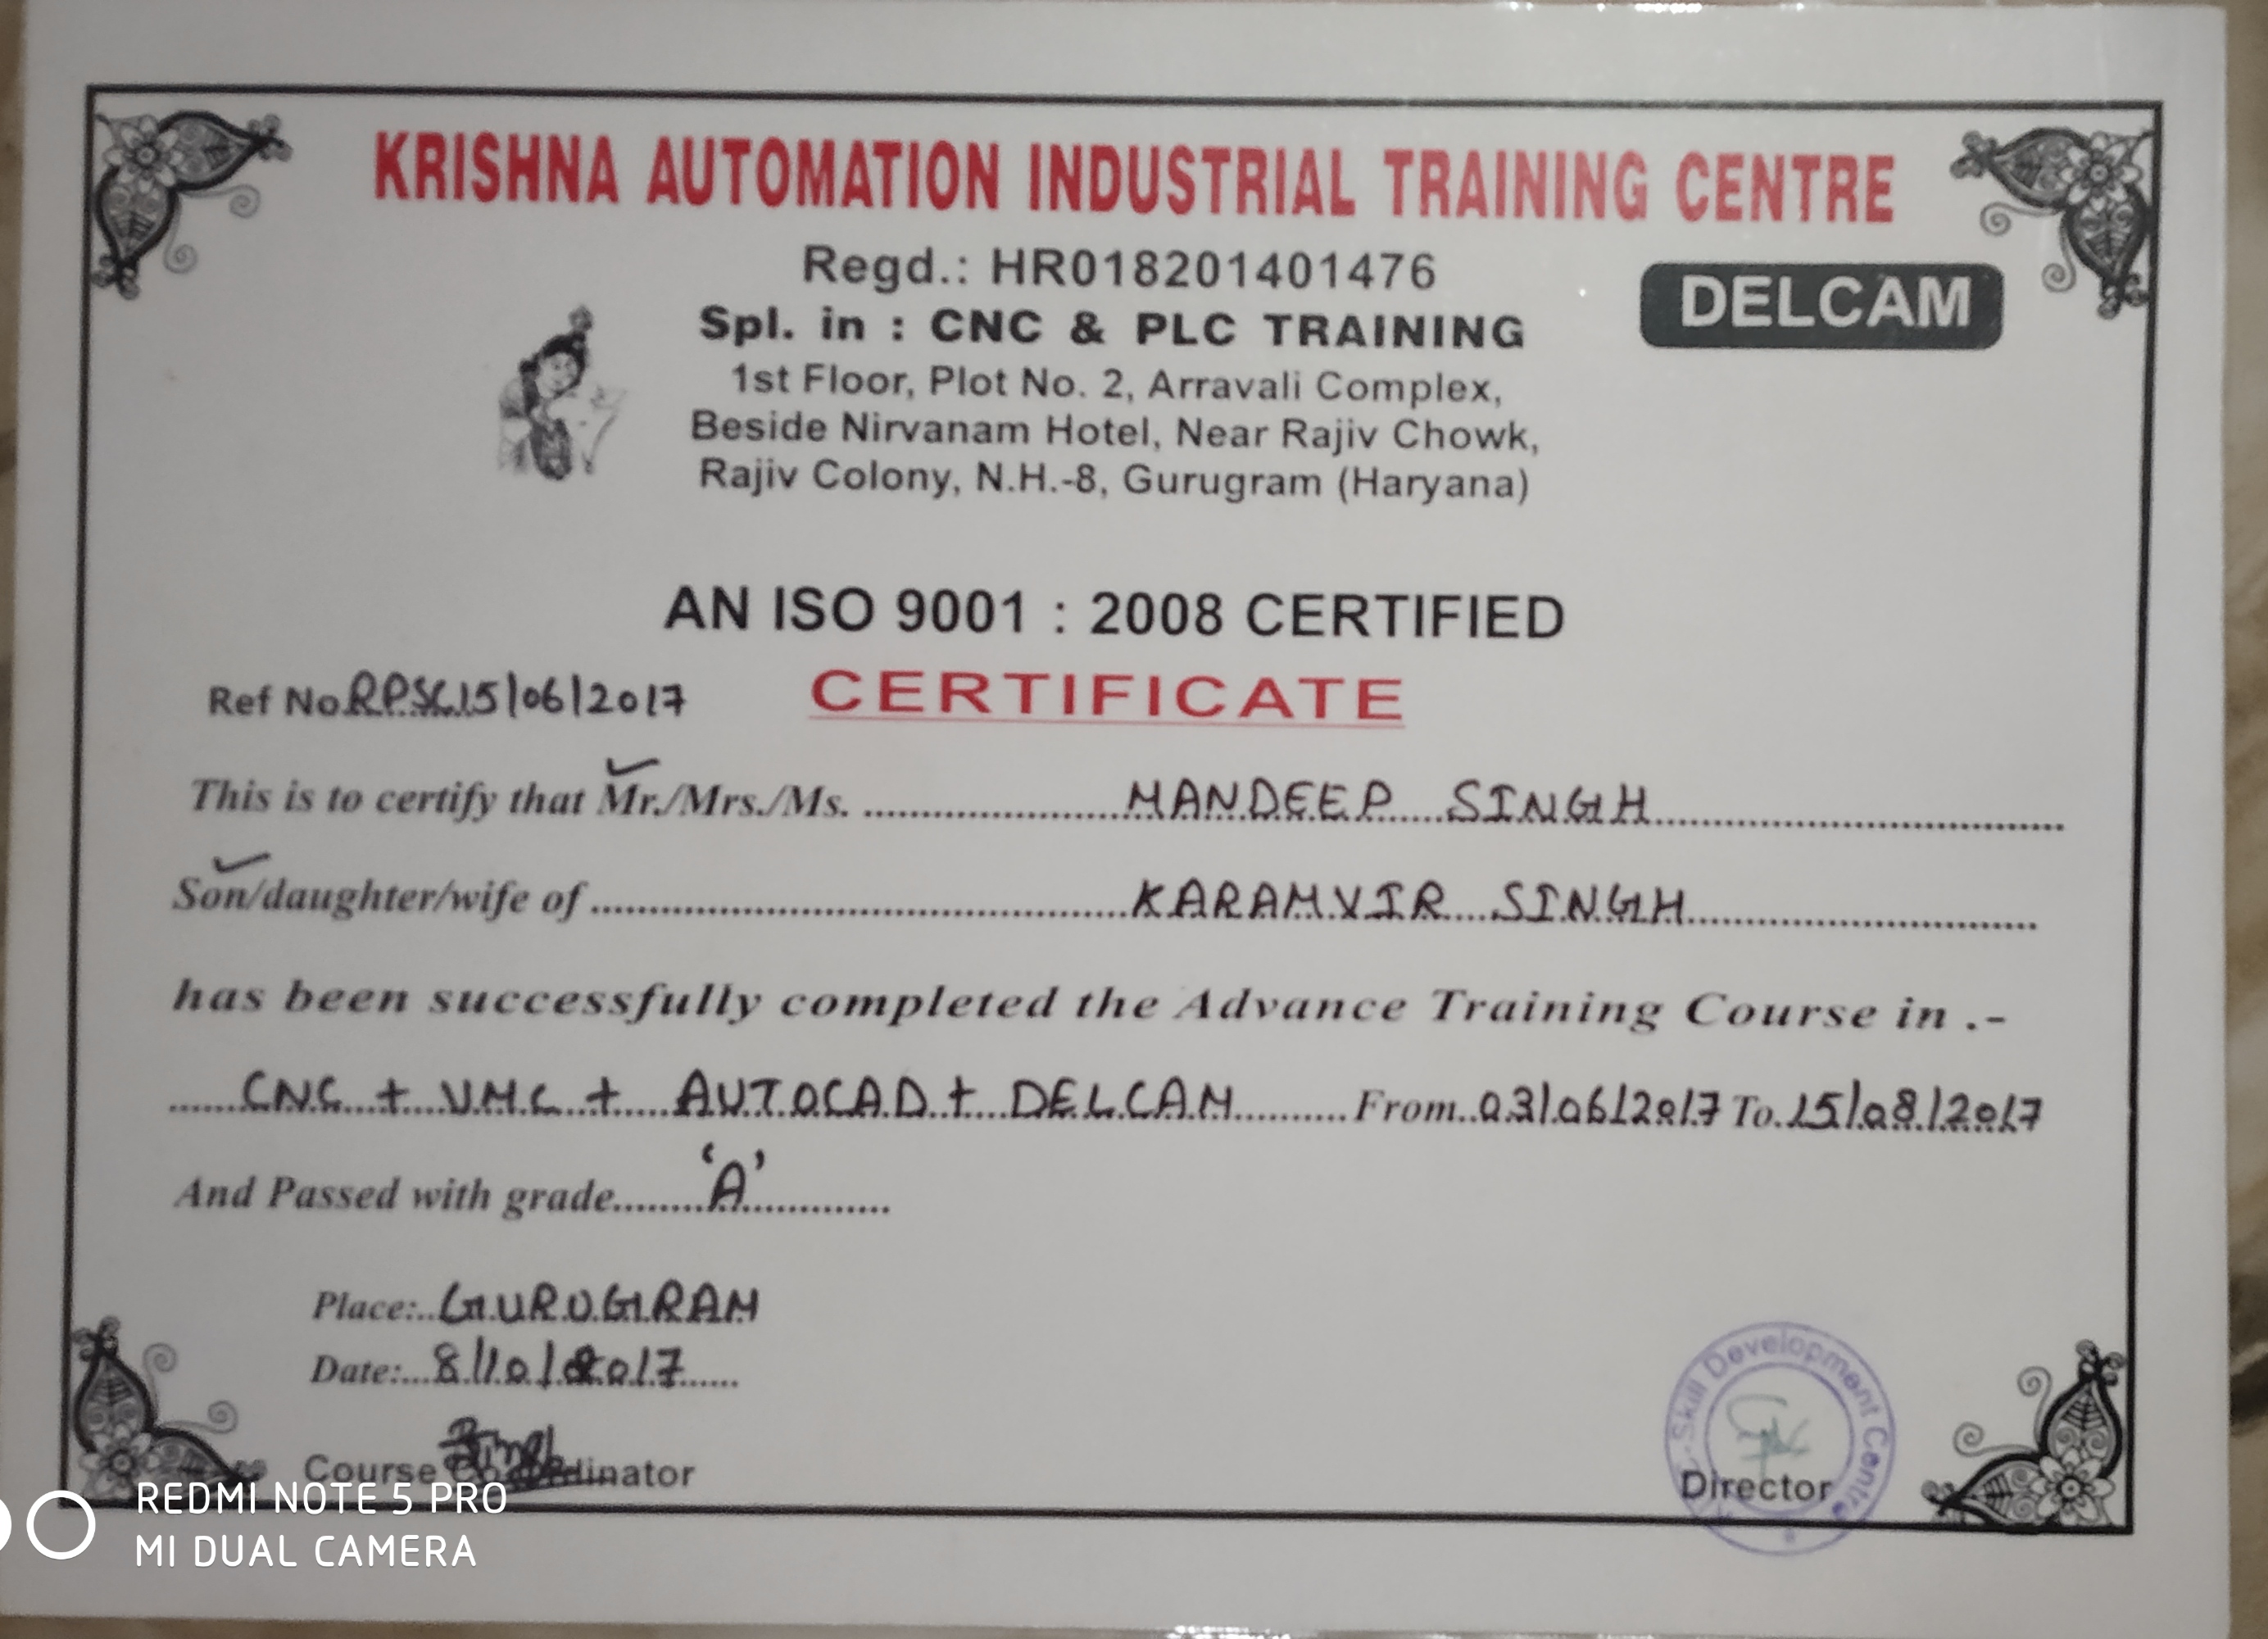 KRISHNA AUTOMATION INDUSTRIAL TRAINING CENTRE
Regd.: HR018201401476
DELCAM
Spl. in : CNC & PLC TRAINING
1st Floor, Plot No. 2, Arravali Complex,
Beside Nirvanam Hotel, Near Rajiv Chowk,
Rajiv Colony, N.H.-8, Gurugram (Haryana)
AN ISO 9001 : 2008 CERTIFIED
Ref No RPSC15/06/2017
CERTIFICATE
This is to certify that Mr./Mrs./Ms. MANDEEP SINGH
Son/daughter/wife of KARAMVIR SINGH
has been successfully completed the Advance Training Course in .-
CNC + VMC + AUTOCAD + DELCAM From 03/06/2017 To 15/08/2017
And Passed with grade 'A'
Place: GURUGRAM
Date: 8/10/2017
Course Coordinator
Skill Development Centre
Director
REDMI NOTE 5 PRO
MI DUAL CAMERA